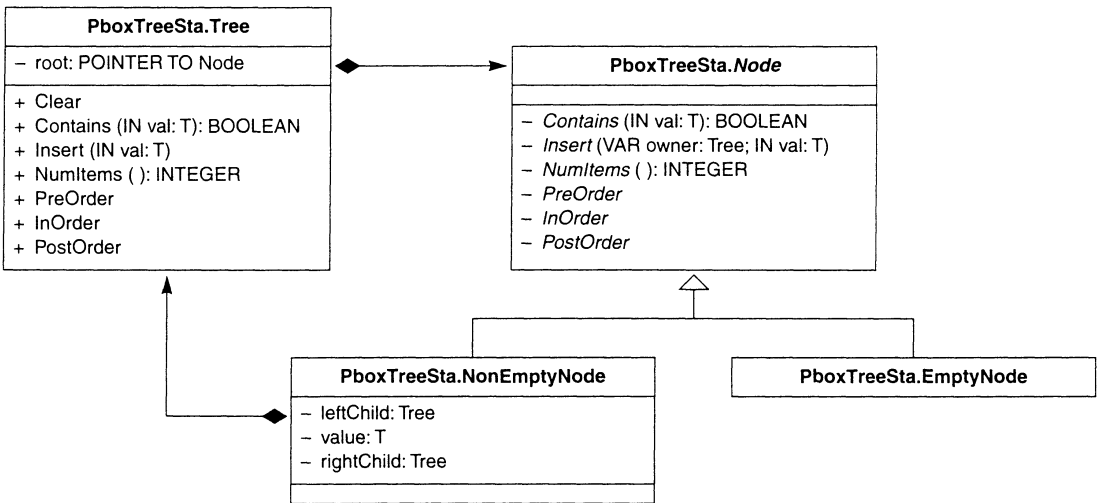 PboxTreeSta.Tree
– root: POINTER TO Node
+ Clear
+ Contains (IN val: T): BOOLEAN
+ Insert (IN val: T)
+ NumItems ( ): INTEGER
+ PreOrder
+ InOrder
+ PostOrder
PboxTreeSta.Node
– Contains (IN val: T): BOOLEAN
– Insert (VAR owner: Tree; IN val: T)
– NumItems ( ): INTEGER
– PreOrder
– InOrder
– PostOrder
PboxTreeSta.NonEmptyNode
– leftChild: Tree
– value: T
– rightChild: Tree
PboxTreeSta.EmptyNode